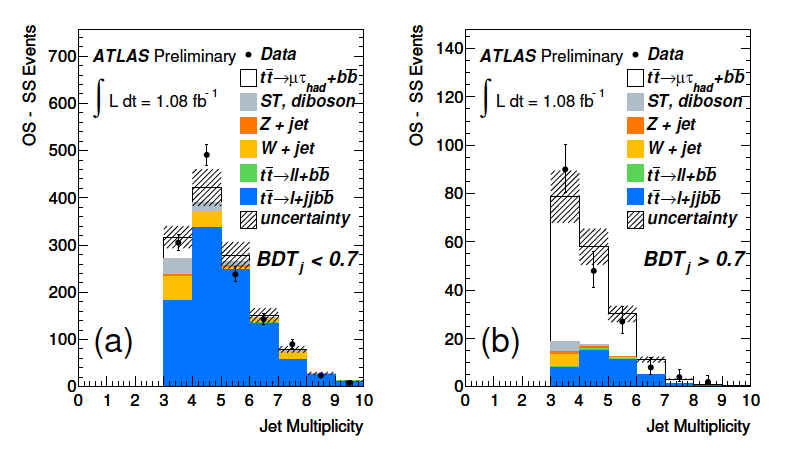 OS - SS Events
700
600
500
400
300
200
100
0
ATLAS Preliminary
∫ L dt = 1.08 fb⁻¹
Data
tt̅→μτ_had+bb̅
ST, diboson
Z + jet
W + jet
tt̅→ll+bb̅
tt̅→l+jjbb̅
uncertainty
BDT_j < 0.7
(a)
0 1 2 3 4 5 6 7 8 9 10
Jet Multiplicity
OS - SS Events
140
120
100
80
60
40
20
0
ATLAS Preliminary
∫ L dt = 1.08 fb⁻¹
Data
tt̅→μτ_had+bb̅
ST, diboson
Z + jet
W + jet
tt̅→ll+bb̅
tt̅→l+jjbb̅
uncertainty
BDT_j > 0.7
(b)
0 1 2 3 4 5 6 7 8 9 10
Jet Multiplicity